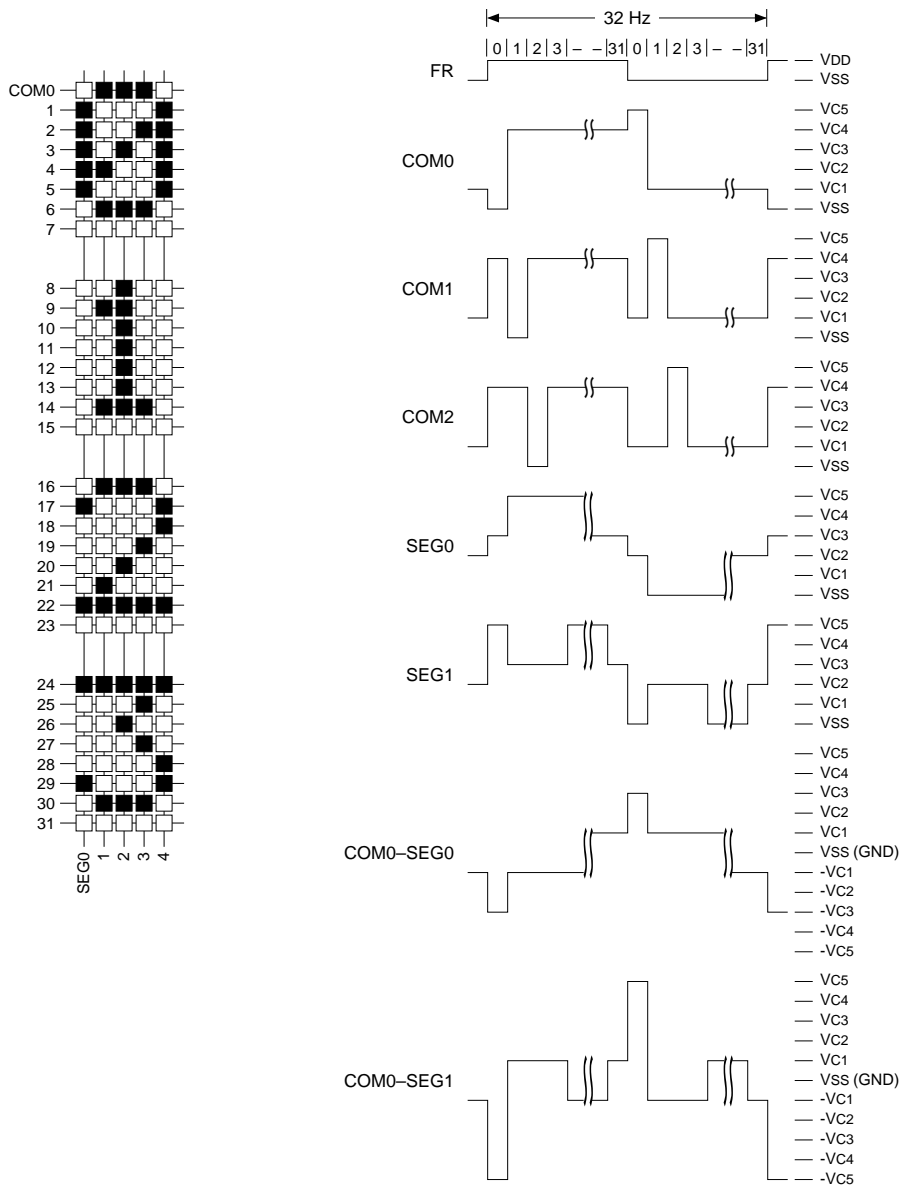 COM0
1
2
3
4
5
6
7
8
9
10
11
12
13
14
15
16
17
18
19
20
21
22
23
24
25
26
27
28
29
30
31
SEG0 1 2 3 4
32 Hz
0 1 2 3 – – 31 0 1 2 3 – – 31
FR
VDD
VSS
COM0
VC5
VC4
VC3
VC2
VC1
VSS
COM1
VC5
VC4
VC3
VC2
VC1
VSS
COM2
VC5
VC4
VC3
VC2
VC1
VSS
SEG0
VC5
VC4
VC3
VC2
VC1
VSS
SEG1
VC5
VC4
VC3
VC2
VC1
VSS
COM0–SEG0
VC5
VC4
VC3
VC2
VC1
VSS (GND)
-VC1
-VC2
-VC3
-VC4
-VC5
COM0–SEG1
VC5
VC4
VC3
VC2
VC1
VSS (GND)
-VC1
-VC2
-VC3
-VC4
-VC5